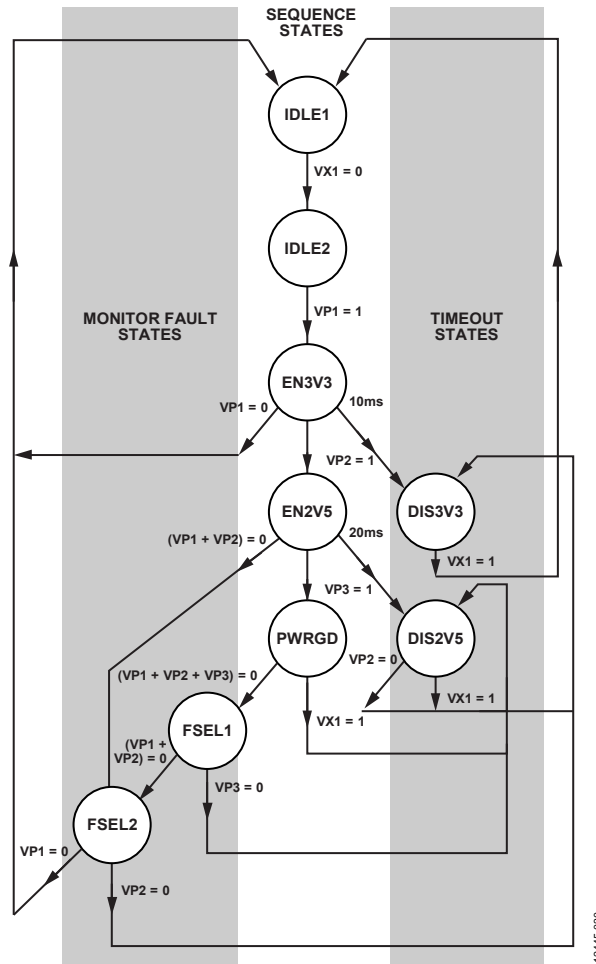 SEQUENCE
STATES
IDLE1
VX1 = 0
IDLE2
VP1 = 1
MONITOR FAULT
STATES
TIMEOUT
STATES
EN3V3
VP1 = 0
10ms
VP2 = 1
EN2V5
DIS3V3
(VP1 + VP2) = 0
20ms
VX1 = 1
VP3 = 1
PWRGD
DIS2V5
VP2 = 0
(VP1 + VP2 + VP3) = 0
VX1 = 1
FSEL1
VX1 = 1
(VP1 +
VP2) = 0
VP3 = 0
FSEL2
VP1 = 0
VP2 = 0